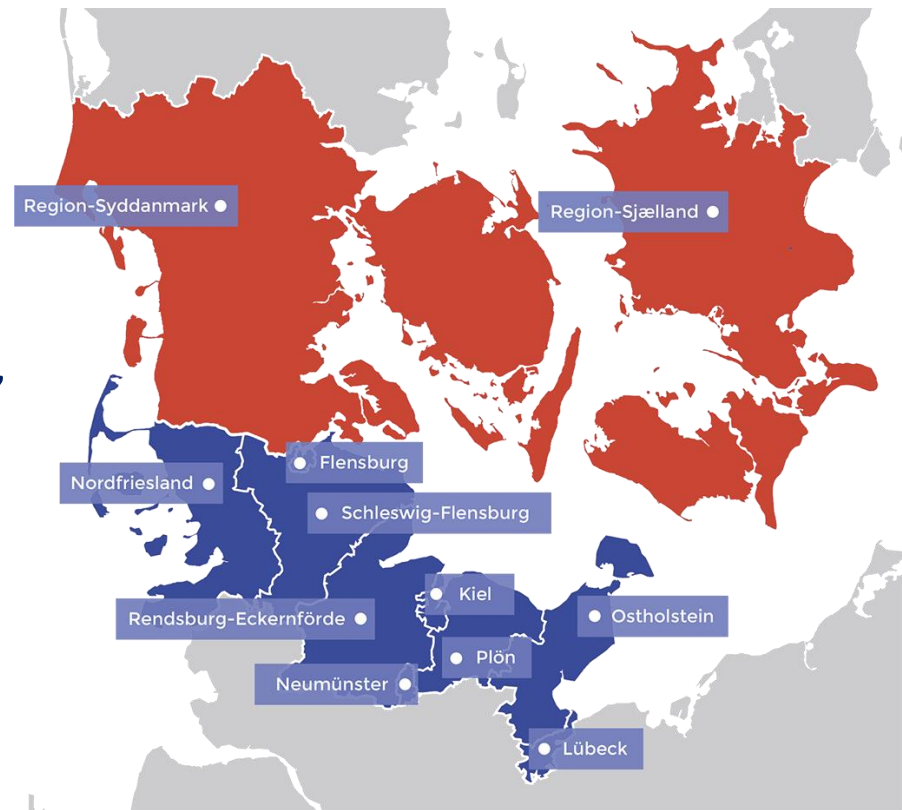 Region-Syddanmark
Region-Sjælland
Flensburg
Nordfriesland
Schleswig-Flensburg
Kiel
Rendsburg-Eckernförde
Ostholstein
Plön
Neumünster
Lübeck